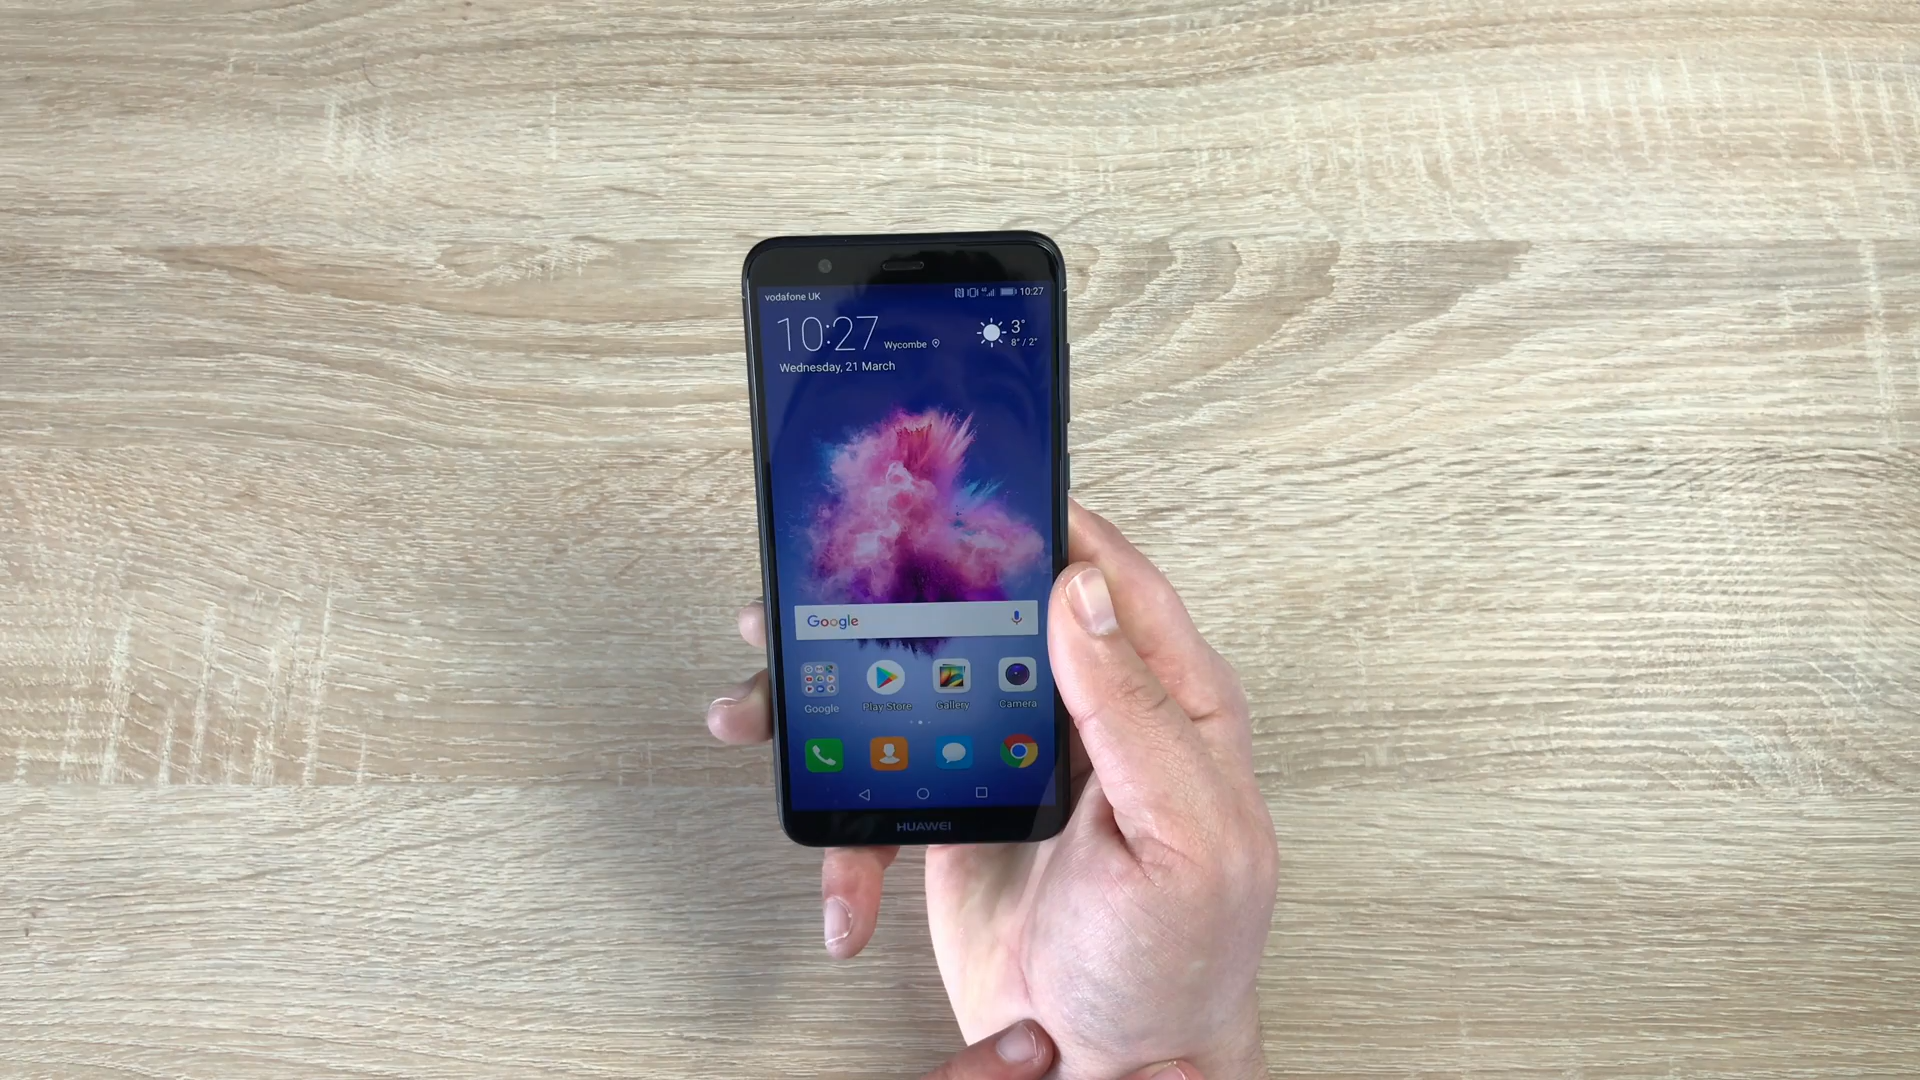 vodafone UK
10:27
10:27
Wycombe
3°
8° / 2°
Wednesday, 21 March
Google
Google
Play Store
Gallery
Camera
HUAWEI